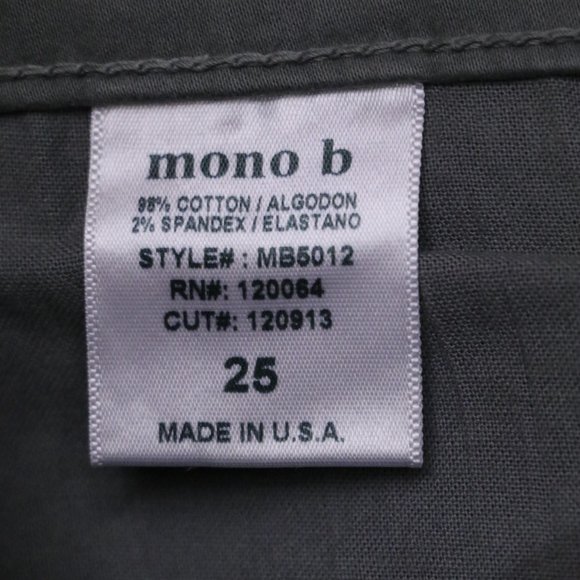 mono b
98% COTTON / ALGODON
2% SPANDEX / ELASTANO
STYLE# : MB5012
RN#: 120064
CUT#: 120913
25
MADE IN U.S.A.